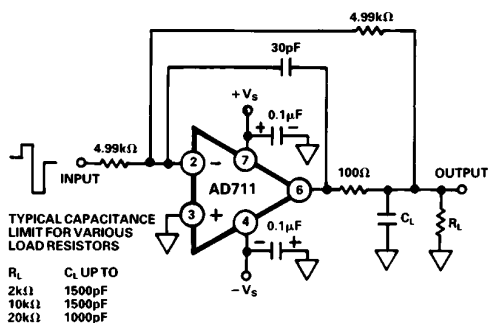 4.99kΩ
30pF
+VS
0.1μF
+ −
4.99kΩ
INPUT
2 −
7
AD711
6
100Ω
OUTPUT
3 +
4
0.1μF
− +
CL
RL
−VS
TYPICAL CAPACITANCE
LIMIT FOR VARIOUS
LOAD RESISTORS
RL CL UP TO
2kΩ 1500pF
10kΩ 1500pF
20kΩ 1000pF